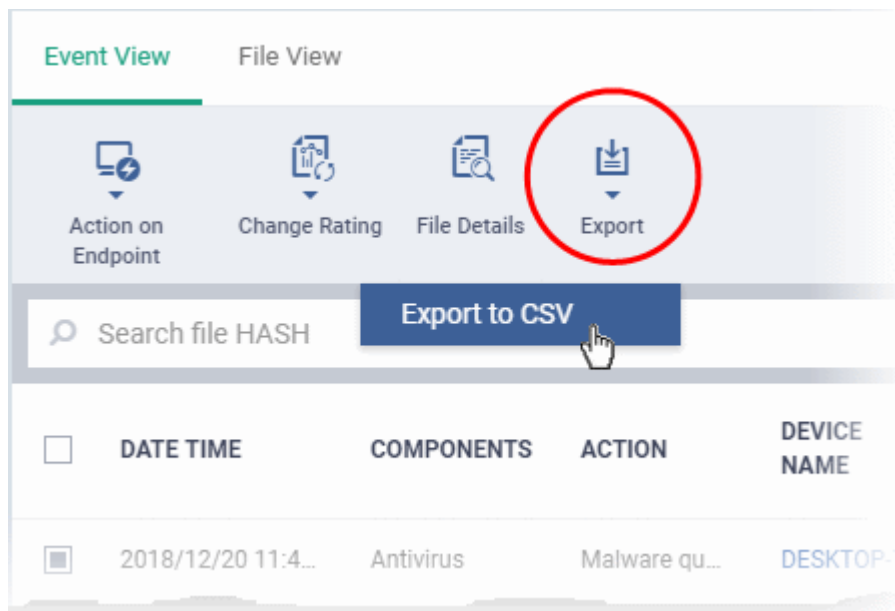 Event View File View
Action on
Endpoint
Change Rating
File Details
Export
Export to CSV
Search file HASH
DATE TIME COMPONENTS ACTION DEVICE
NAME
2018/12/20 11:4... Antivirus Malware qu... DESKTOP-